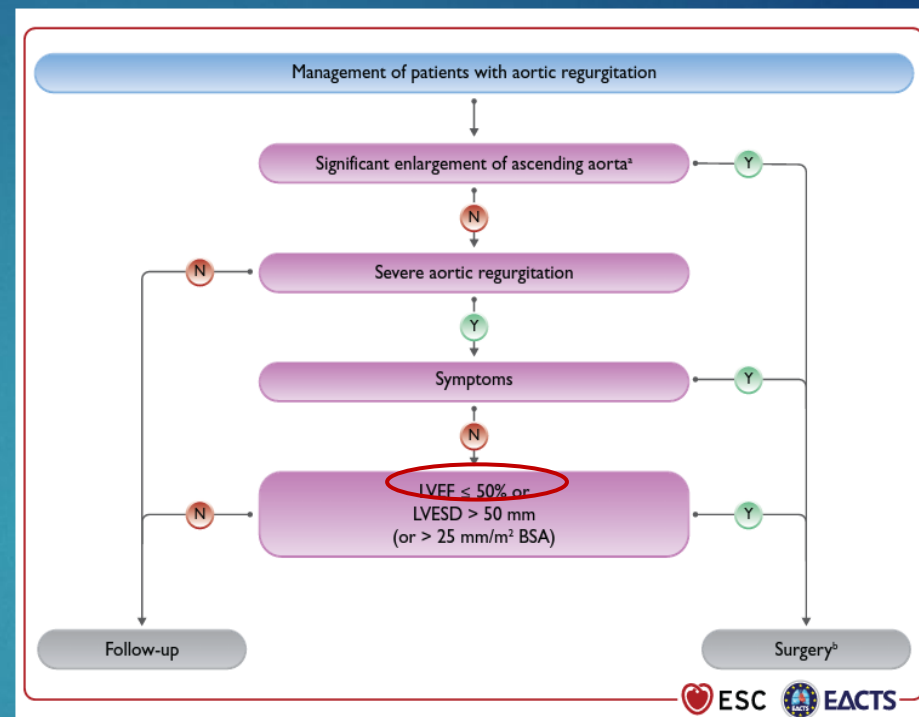 Management of patients with aortic regurgitation
Significant enlargement of ascending aortaᵃ
Y
N
Severe aortic regurgitation
N
Y
Symptoms
Y
N
LVEF ≤ 50% or
LVESD > 50 mm
(or > 25 mm/m² BSA)
N
Y
Follow-up
Surgeryᵇ
ESC
EACTS
EACTS